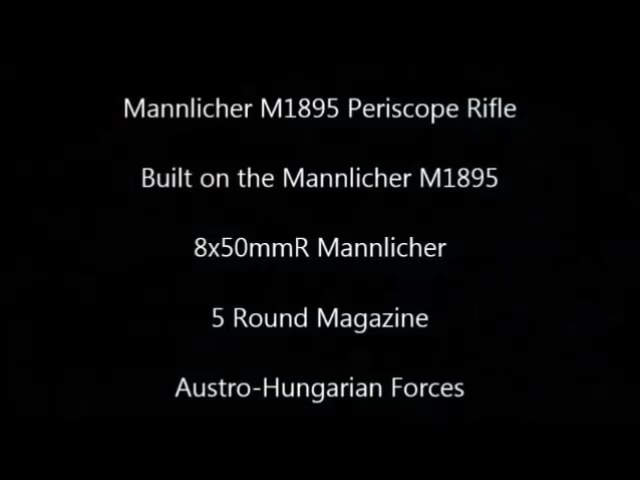 Mannlicher M1895 Periscope Rifle
Built on the Mannlicher M1895
8x50mmR Mannlicher
5 Round Magazine
Austro-Hungarian Forces